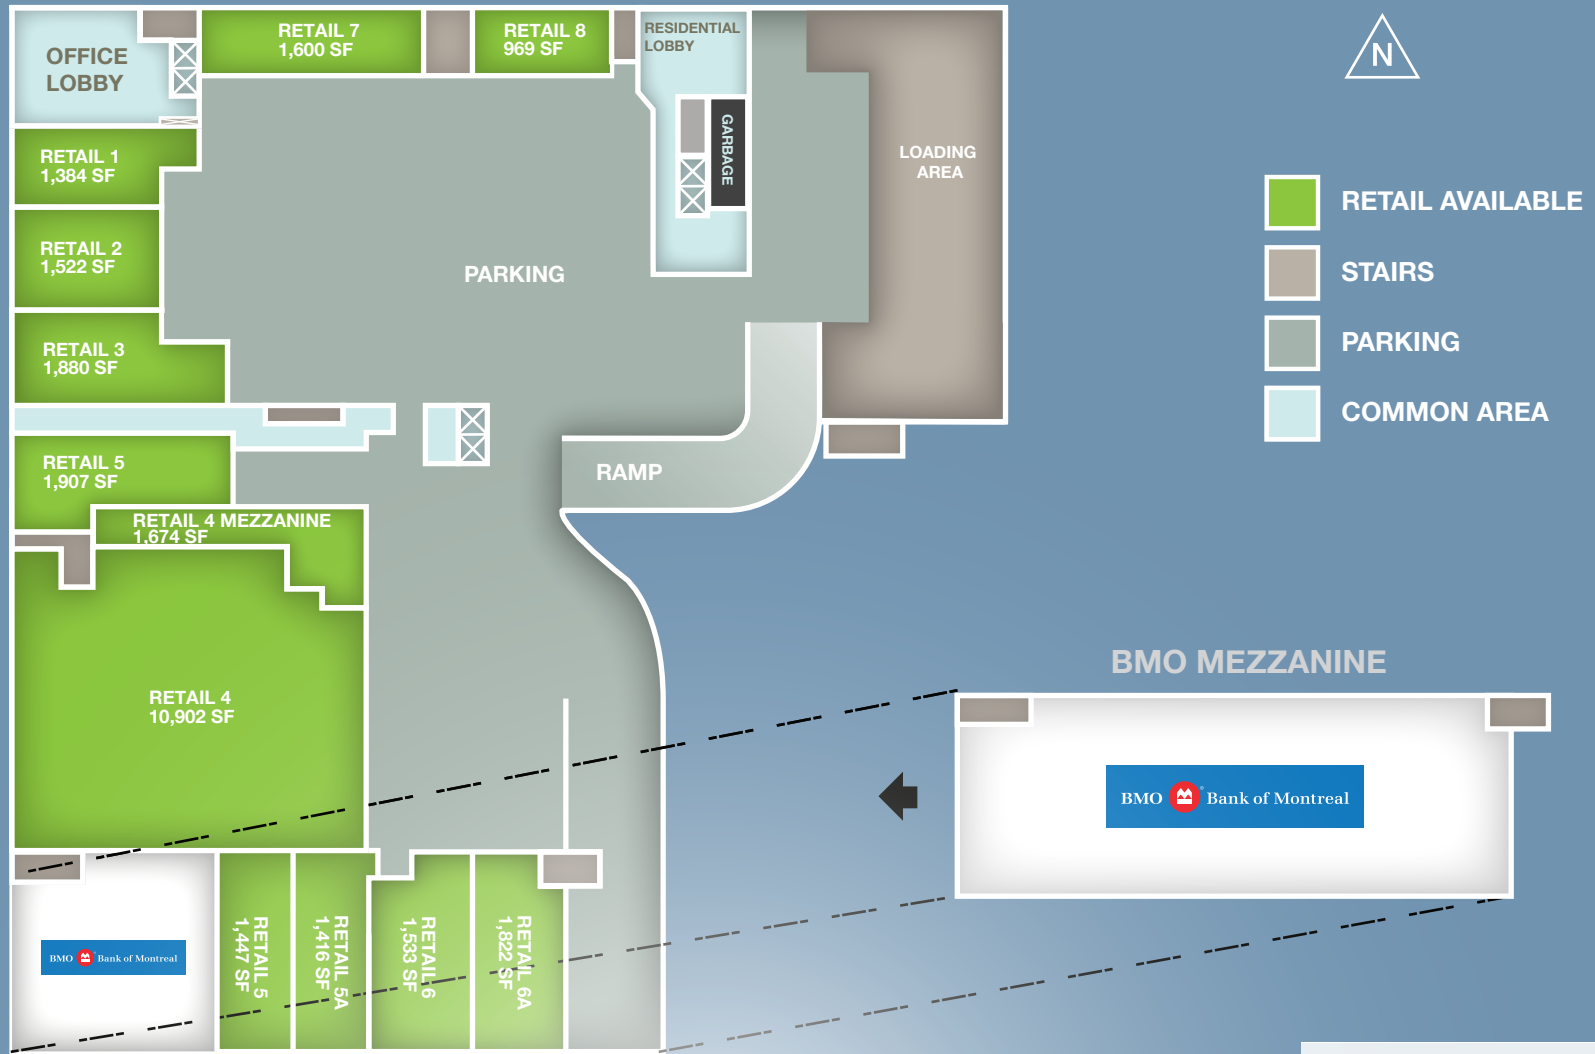 OFFICE
LOBBY
RETAIL 7
1,600 SF
RETAIL 8
969 SF
RESIDENTIAL
LOBBY
N
GARBAGE
LOADING
AREA
RETAIL 1
1,384 SF
RETAIL 2
1,522 SF
PARKING
RETAIL 3
1,880 SF
RETAIL AVAILABLE
STAIRS
PARKING
COMMON AREA
RETAIL 5
1,907 SF
RAMP
RETAIL 4 MEZZANINE
1,674 SF
RETAIL 4
10,902 SF
BMO MEZZANINE
BMO Bank of Montreal
BMO Bank of Montreal
RETAIL 5
1,447 SF
RETAIL 5A
1,416 SF
RETAIL 6
1,533 SF
RETAIL 6A
1,822 SF